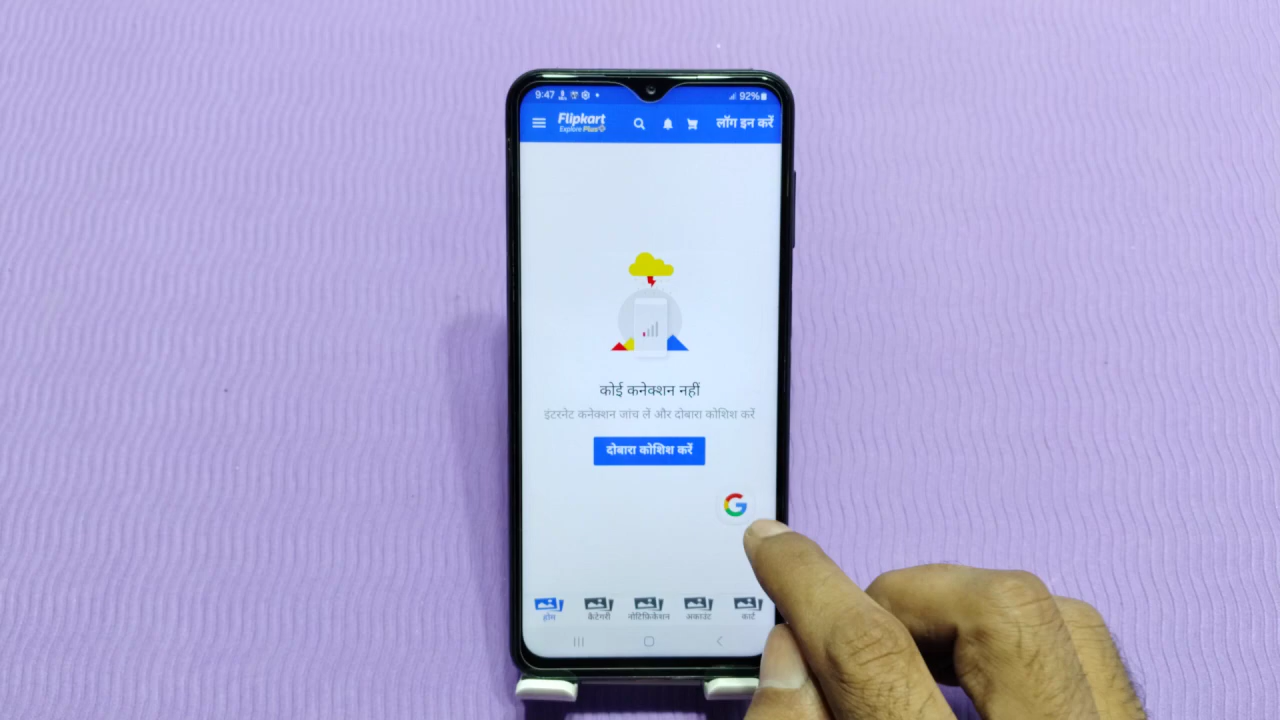 9:47
92%
Flipkart
Explore Plus
लॉग इन करें
कोई कनेक्शन नहीं
इंटरनेट कनेक्शन जांच लें और दोबारा कोशिश करें
दोबारा कोशिश करें
G
होम कैटेगरी नोटिफ़िकेशन अकाउंट कार्ट